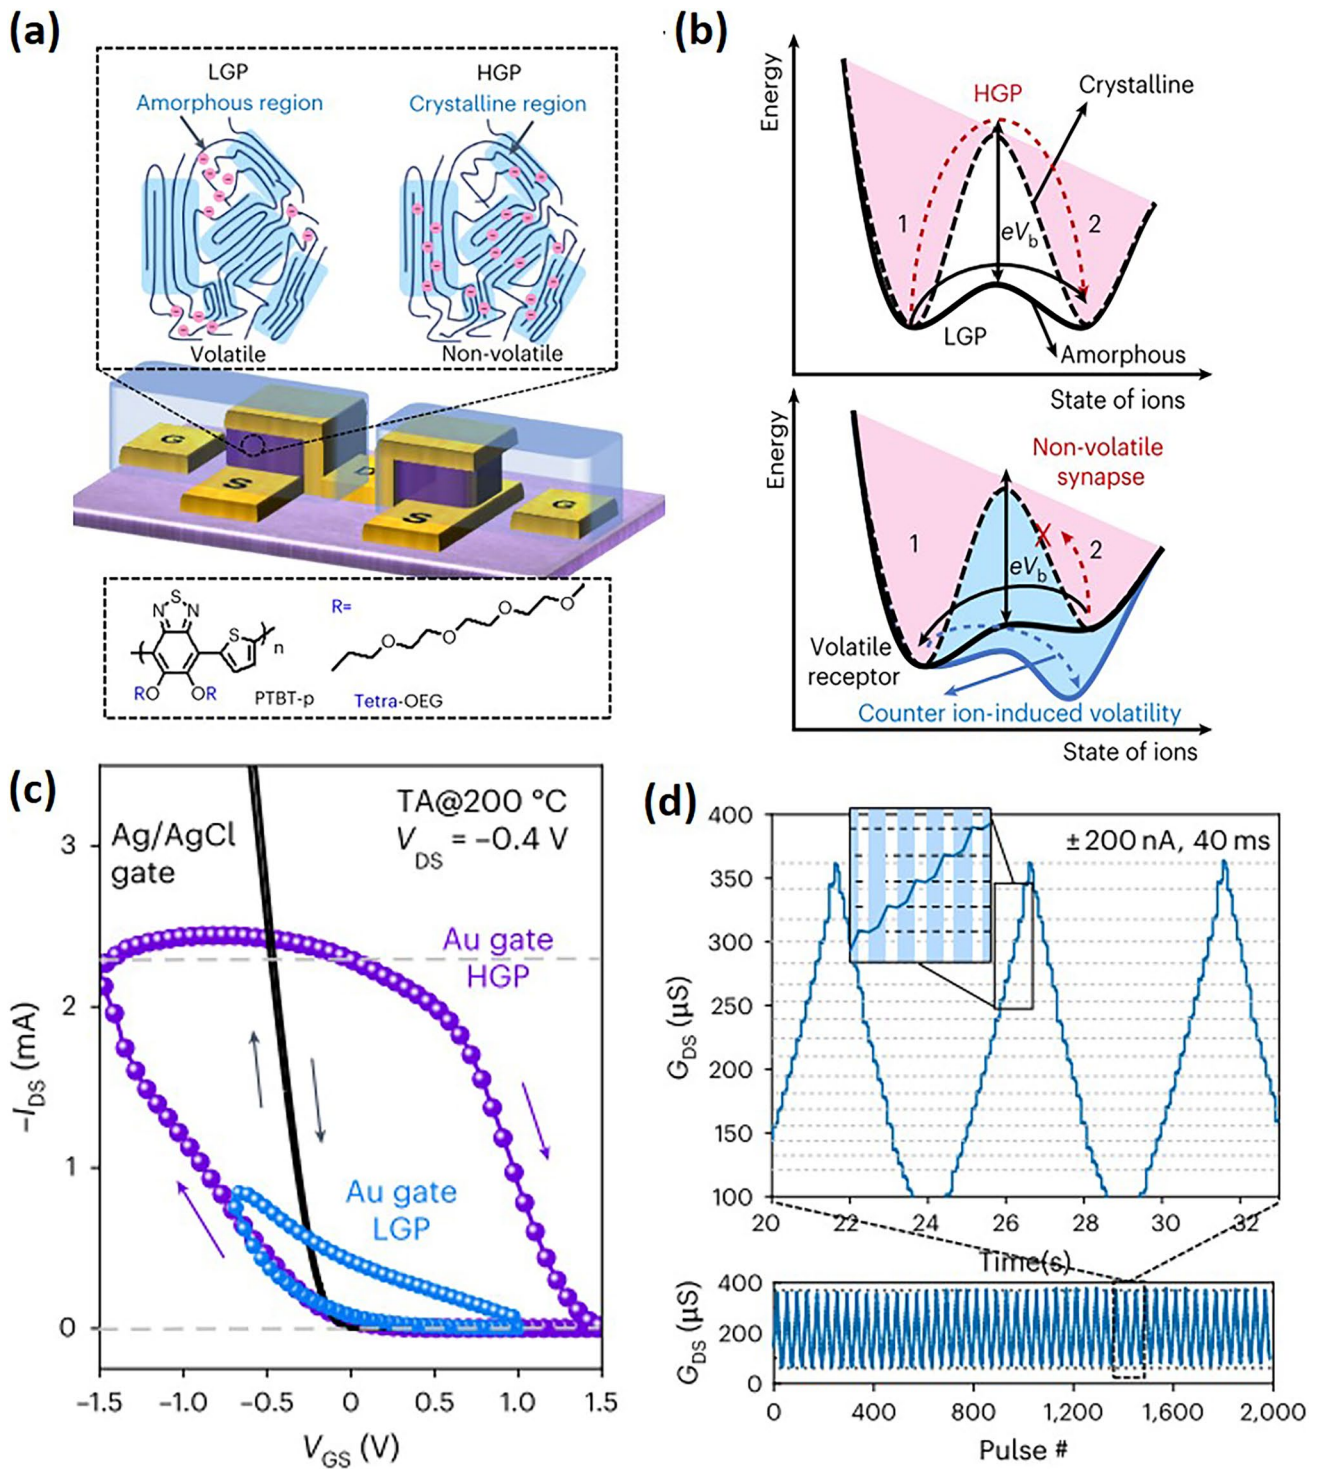 (a)
LGP
HGP
Amorphous region
Crystalline region
Volatile
Non-volatile
G
S
D
S
G
R=
S
N
N
S
n
RO
OR
PTBT-p
O
O
O
O
Tetra-OEG
(b)
Energy
HGP
Crystalline
1
2
eVb
LGP
Amorphous
State of ions
Energy
Non-volatile
synapse
1
2
X
eVb
Volatile
receptor
Counter ion-induced volatility
State of ions
(c)
Ag/AgCl
gate
TA@200 °C
VDS = −0.4 V
Au gate
HGP
Au gate
LGP
−IDS (mA)
3
2
1
0
−1.5
−1.0
−0.5
0
0.5
1.0
1.5
VGS (V)
(d)
± 200 nA, 40 ms
GDS (µS)
400
350
300
250
200
150
100
20
22
24
26
28
30
32
Time(s)
GDS (µS)
400
200
0
0
400
800
1,200
1,600
2,000
Pulse #